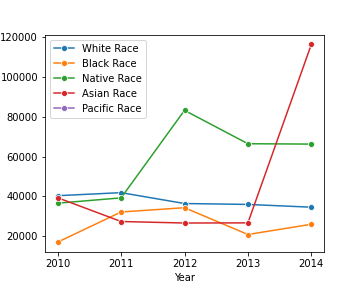 120000
100000
80000
60000
40000
20000
White Race
Black Race
Native Race
Asian Race
Pacific Race
2010 2011 2012 2013 2014
Year